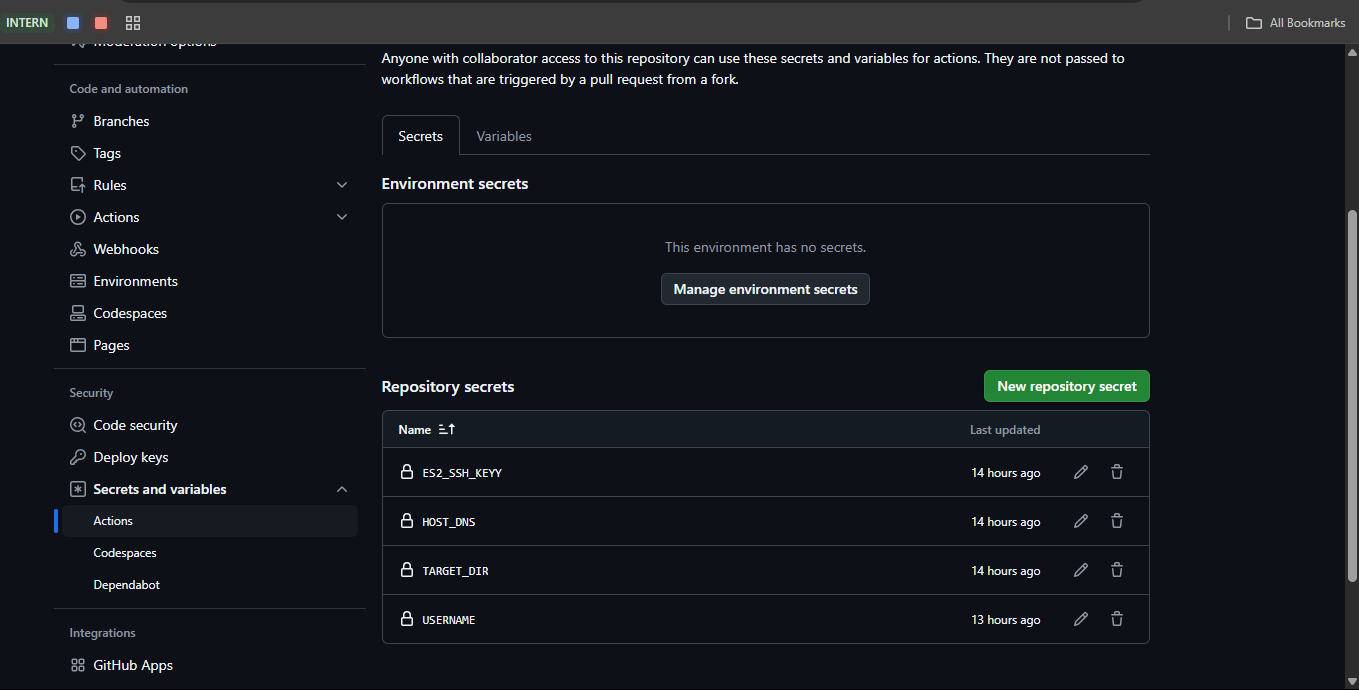 INTERN
All Bookmarks
Moderation options
Code and automation
Branches
Tags
Rules
Actions
Webhooks
Environments
Codespaces
Pages
Security
Code security
Deploy keys
Secrets and variables
Actions
Codespaces
Dependabot
Integrations
GitHub Apps
Anyone with collaborator access to this repository can use these secrets and variables for actions. They are not passed to
workflows that are triggered by a pull request from a fork.
Secrets Variables
Environment secrets
This environment has no secrets.
Manage environment secrets
Repository secrets
New repository secret
Name Last updated
ES2_SSH_KEYY 14 hours ago
HOST_DNS 14 hours ago
TARGET_DIR 14 hours ago
USERNAME 13 hours ago